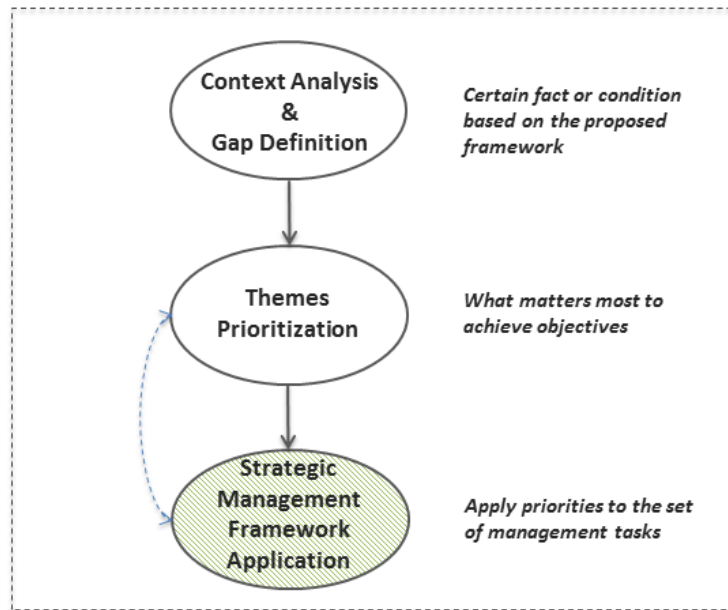 Context Analysis
&
Gap Definition
Certain fact or condition
based on the proposed
framework
Themes
Prioritization
What matters most to
achieve objectives
Strategic
Management
Framework
Application
Apply priorities to the set
of management tasks